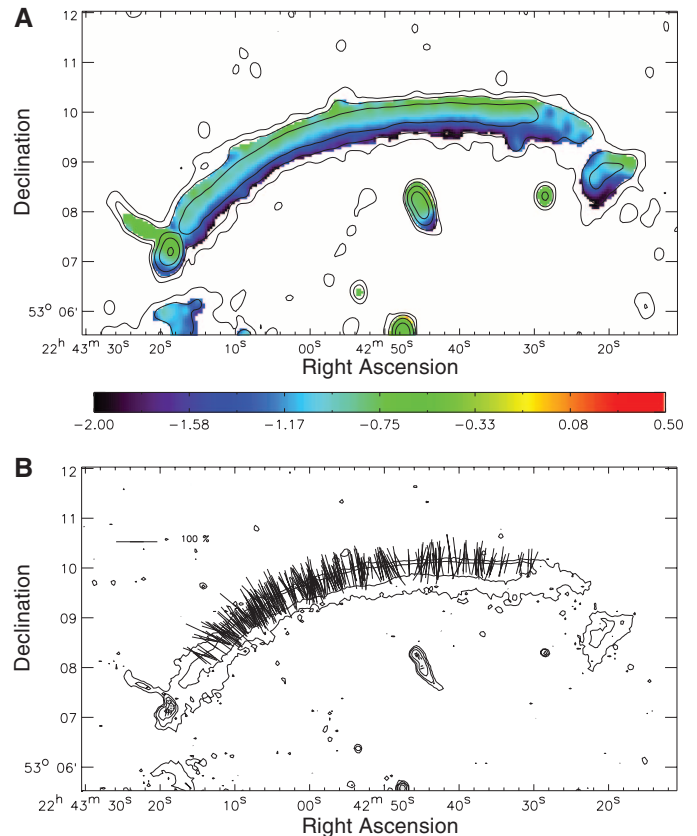 A
12
11
10
09
08
07
53° 06'
Declination
22ʰ 43ᵐ 30ˢ 20ˢ 10ˢ 00ˢ 42ᵐ 50ˢ 40ˢ 30ˢ 20ˢ
Right Ascension
−2.00 −1.58 −1.17 −0.75 −0.33 0.08 0.50
B
12
11
100 %
10
09
08
07
53° 06'
Declination
22ʰ 43ᵐ 30ˢ 20ˢ 10ˢ 00ˢ 42ᵐ 50ˢ 40ˢ 30ˢ 20ˢ
Right Ascension